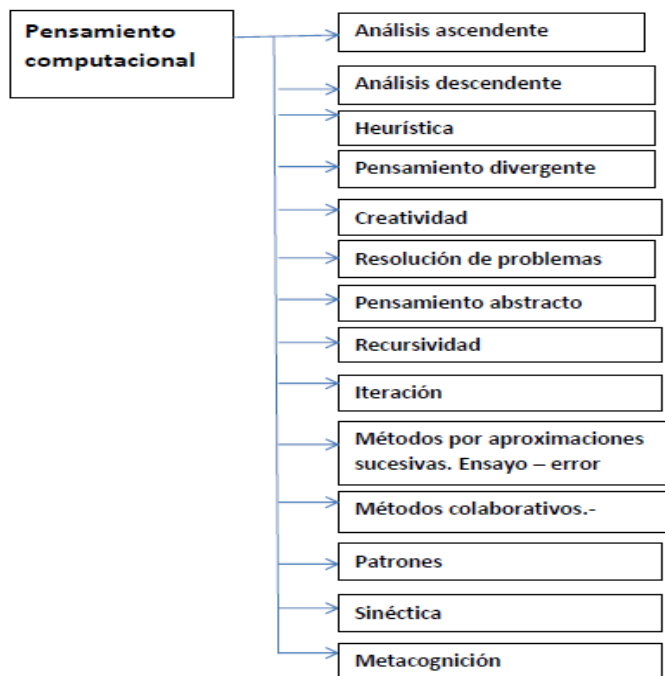 Pensamiento
computacional
Análisis ascendente
Análisis descendente
Heurística
Pensamiento divergente
Creatividad
Resolución de problemas
Pensamiento abstracto
Recursividad
Iteración
Métodos por aproximaciones
sucesivas. Ensayo – error
Métodos colaborativos.-
Patrones
Sinéctica
Metacognición